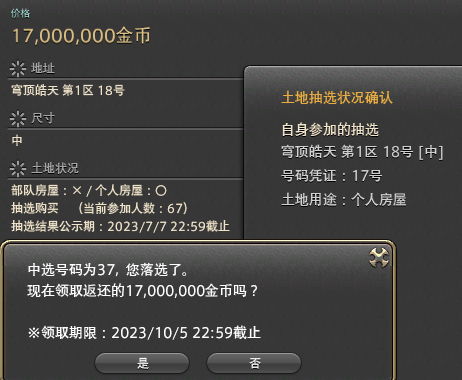 价格
17,000,000金币
地址
穹顶皓天 第1区 18号
尺寸
中
土地状况
部队房屋：× / 个人房屋：○
抽选购买 （当前参加人数：67）
抽选结果公示期：2023/7/7 22:59截止
土地抽选状况确认
自身参加的抽选
穹顶皓天 第1区 18号 [中]
号码凭证：17号
土地用途：个人房屋
中选号码为37, 您落选了。
现在领取返还的17,000,000金币吗？
※领取期限：2023/10/5 22:59截止
是
否